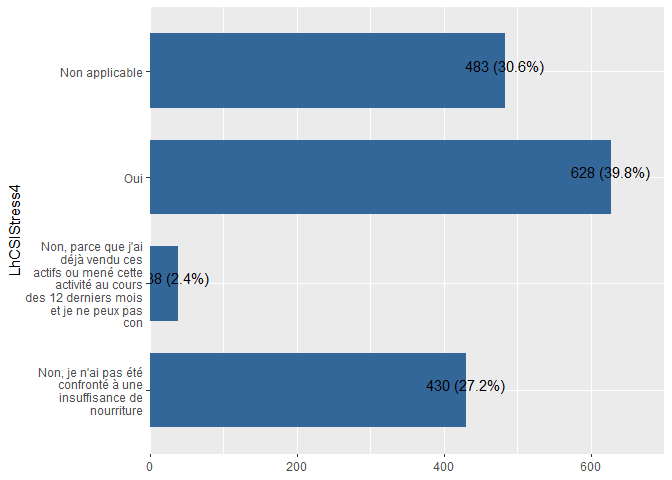 LhCSIStress4
Non applicable
483 (30.6%)
Oui
628 (39.8%)
Non, parce que j'ai
déjà vendu ces
actifs ou mené cette
activité au cours
des 12 derniers mois
et je ne peux pas
con
38 (2.4%)
Non, je n'ai pas été
confronté à une
insuffisance de
nourriture
430 (27.2%)
0 200 400 600